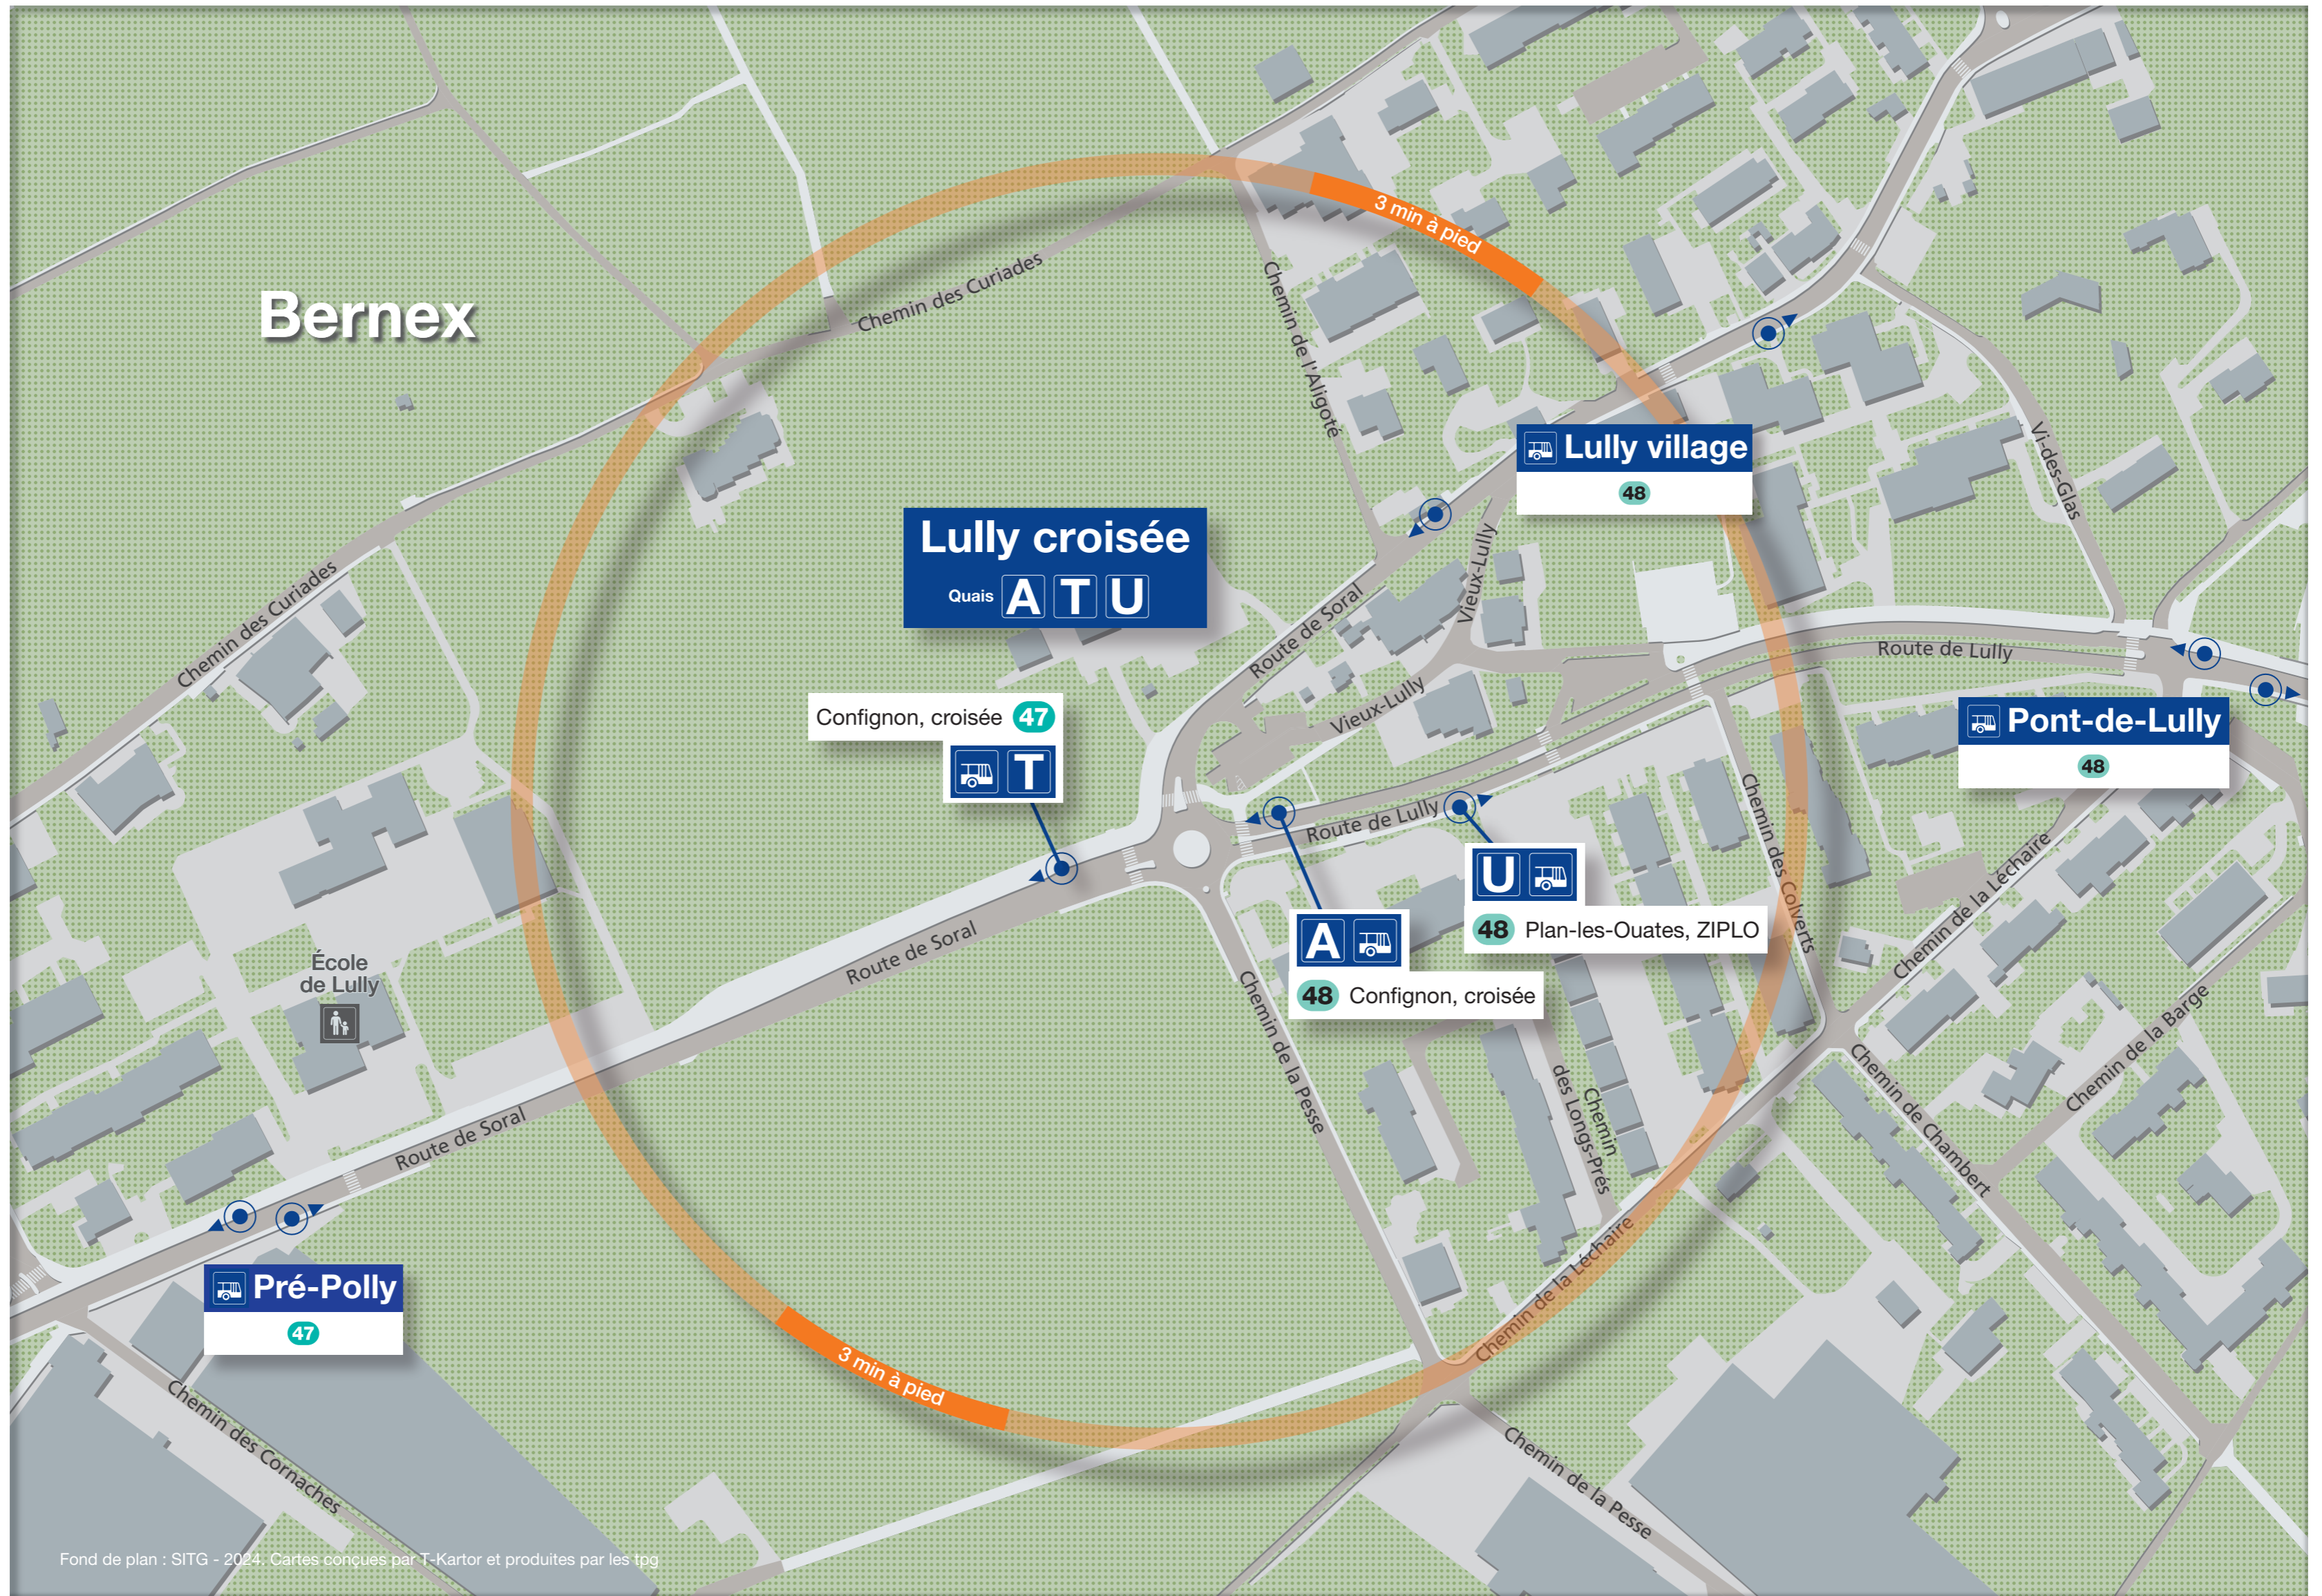 3 min à pied
Chemin des Curiades
Chemin de l'Aligoté
Bernex
Lully village
48
Vi-des-Glas
Lully croisée
Quais A T U
Vieux-Lully
Route de Soral
Chemin des Curiades
Route de Lully
Vieux-Lully
Confignon, croisée 47
T
Pont-de-Lully
48
Route de Lully
Chemin des Colverts
U
48 Plan-les-Ouates, ZIPLO
A
48 Confignon, croisée
Route de Soral
Chemin de la Léchaire
École
de Lully
Chemin de la Pesse
Chemin de la Barge
Chemin
des Longs-Prés
Chemin de Chambert
Route de Soral
Chemin de la Léchaire
Pré-Polly
47
3 min à pied
Chemin des Cornaches
Chemin de la Pesse
Fond de plan : SITG - 2024. Cartes conçues par T-Kartor et produites par les tpg